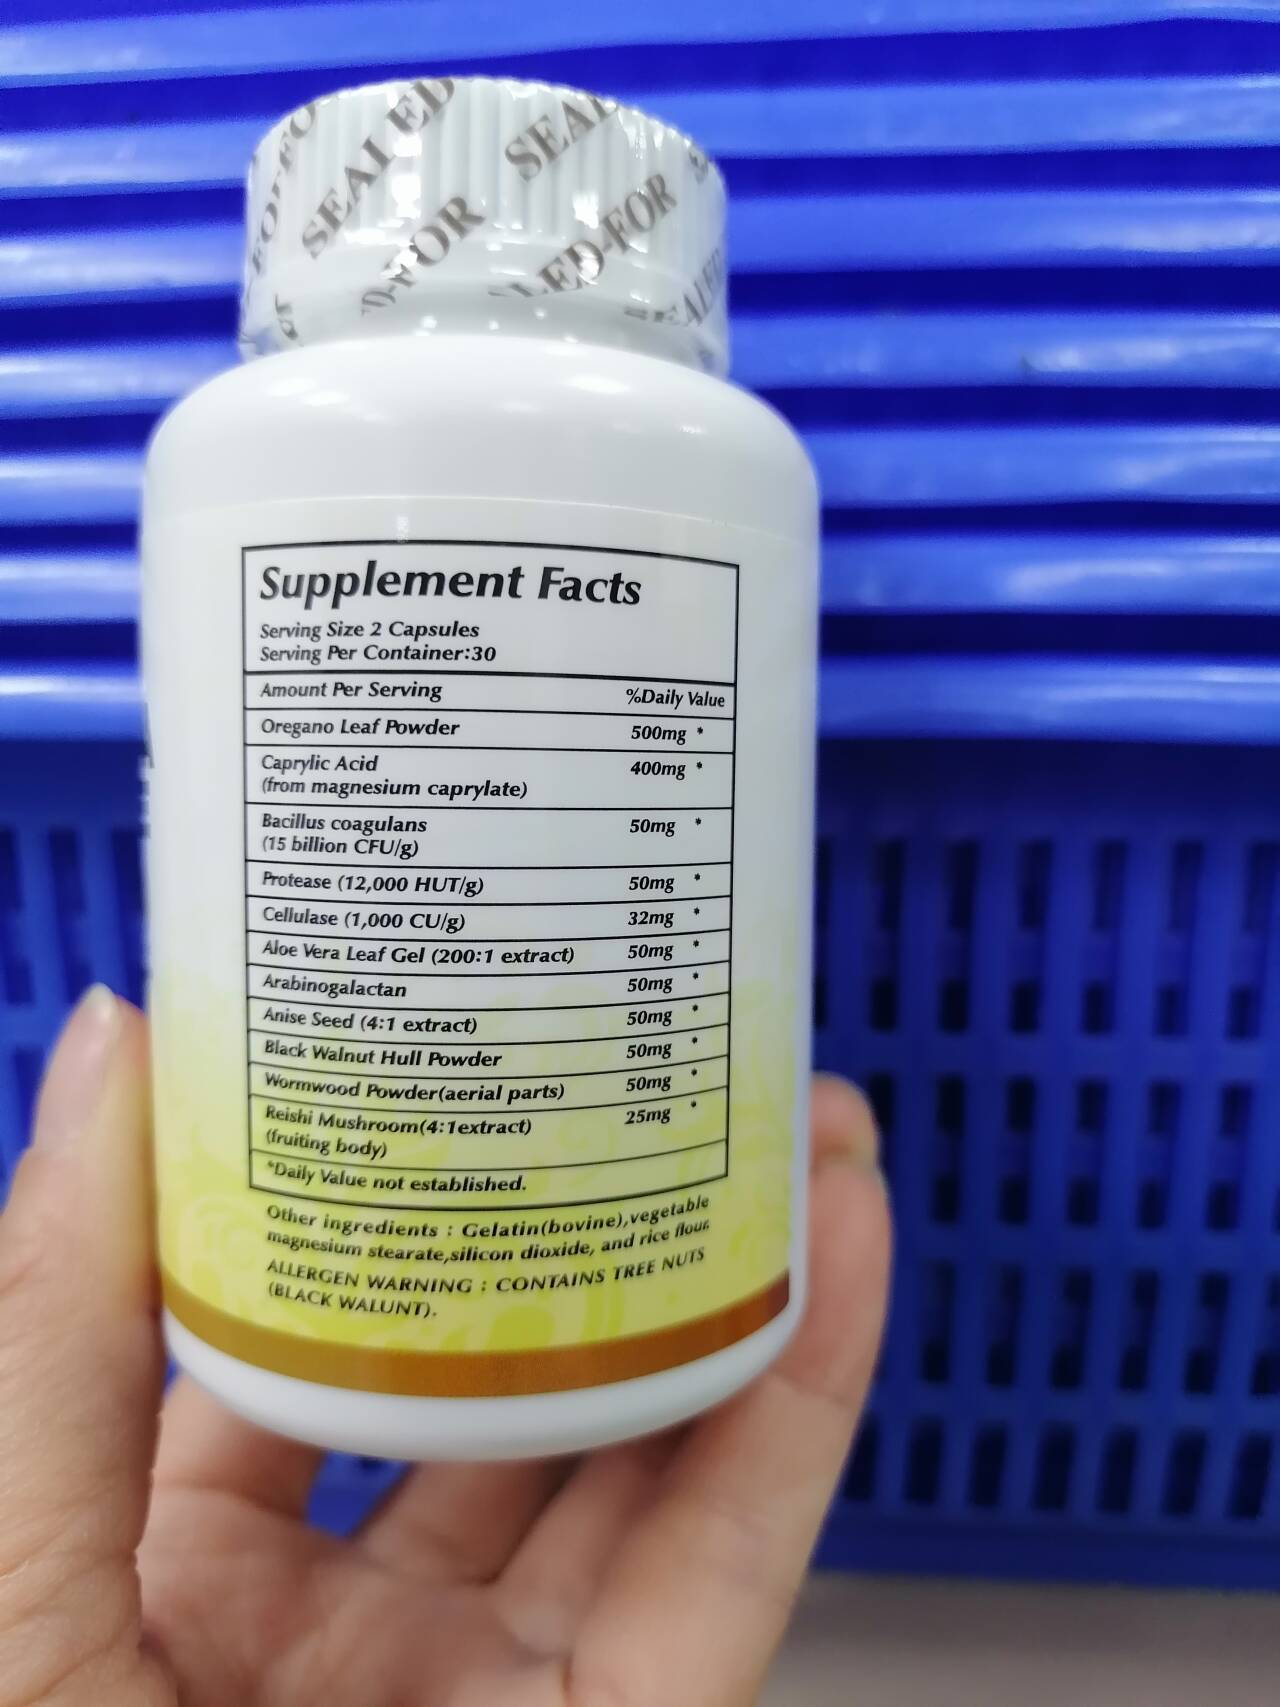 SEALED
SEAL
FOR
D-FOR
LED-FOR
SEALED
Supplement Facts
Serving Size 2 Capsules
Serving Per Container:30
Amount Per Serving %Daily Value
Oregano Leaf Powder 500mg *
Caprylic Acid 400mg *
(from magnesium caprylate)
Bacillus coagulans 50mg *
(15 billion CFU/g)
Protease (12,000 HUT/g) 50mg *
Cellulase (1,000 CU/g) 32mg *
Aloe Vera Leaf Gel (200:1 extract) 50mg *
Arabinogalactan 50mg *
Anise Seed (4:1 extract) 50mg *
Black Walnut Hull Powder 50mg *
Wormwood Powder(aerial parts) 50mg *
Reishi Mushroom(4:1extract) 25mg *
(fruiting body)
*Daily Value not established.
Other ingredients : Gelatin(bovine),vegetable
magnesium stearate,silicon dioxide, and rice flour.
ALLERGEN WARNING : CONTAINS TREE NUTS
(BLACK WALUNT).